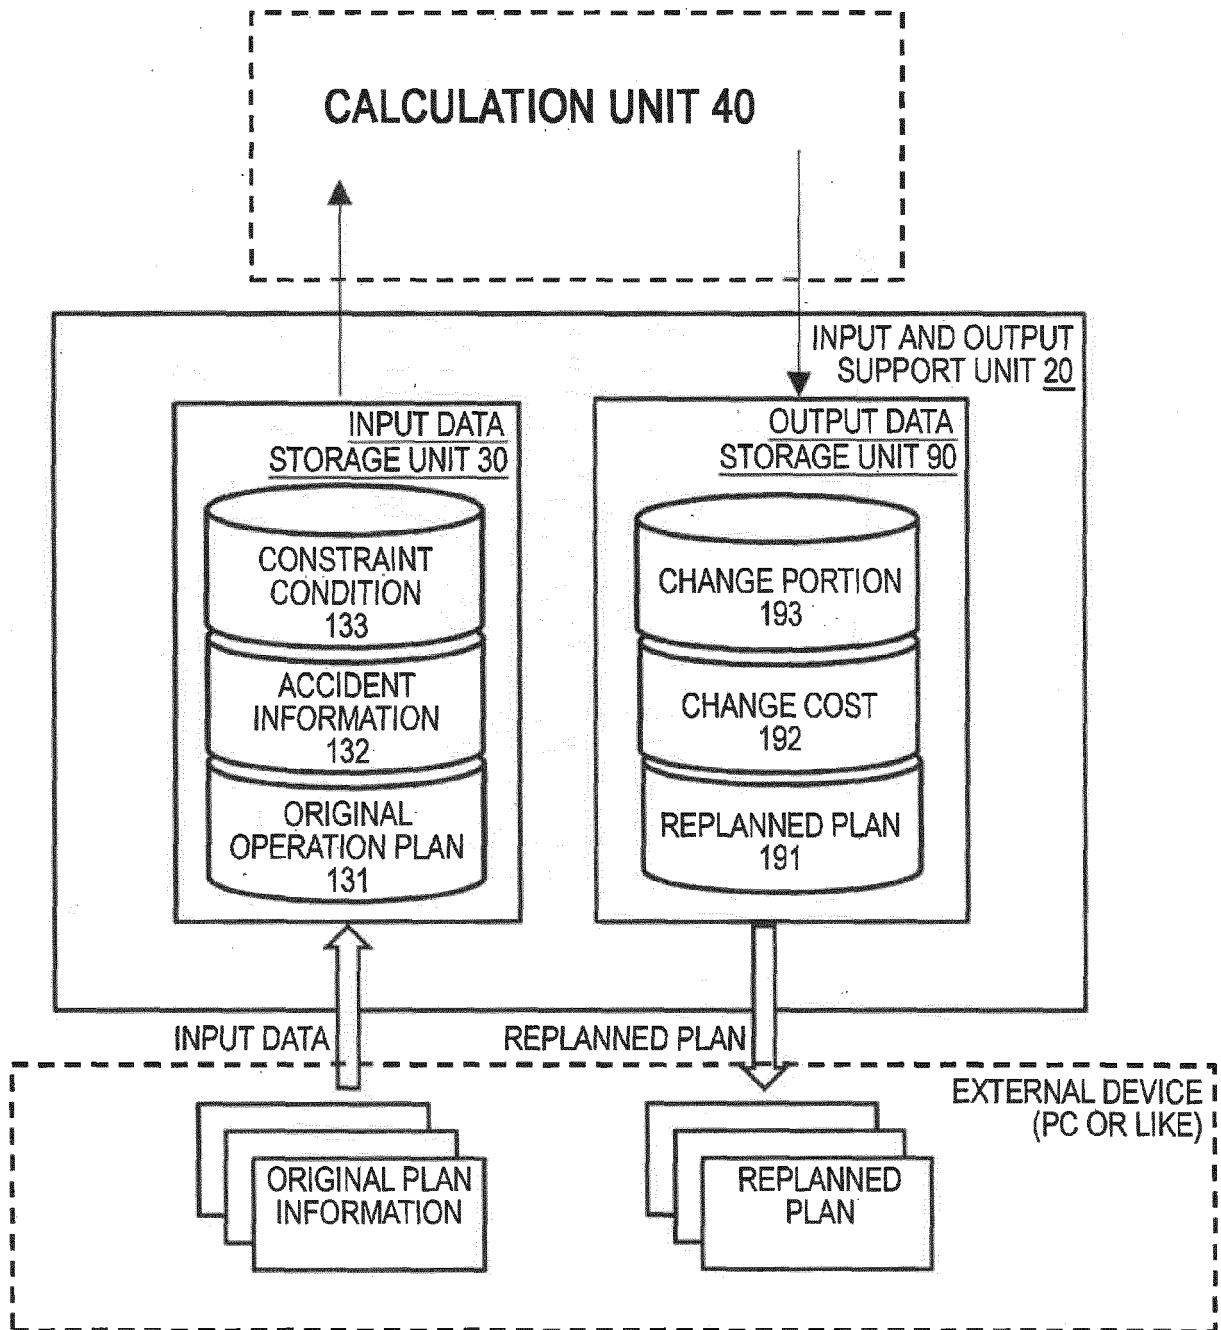 CALCULATION UNIT 40
INPUT AND OUTPUT
SUPPORT UNIT 20
INPUT DATA
STORAGE UNIT 30
CONSTRAINT
CONDITION
133
ACCIDENT
INFORMATION
132
ORIGINAL
OPERATION PLAN
131
OUTPUT DATA
STORAGE UNIT 90
CHANGE PORTION
193
CHANGE COST
192
REPLANNED PLAN
191
INPUT DATA
REPLANNED PLAN
EXTERNAL DEVICE
(PC OR LIKE)
ORIGINAL PLAN
INFORMATION
REPLANNED
PLAN